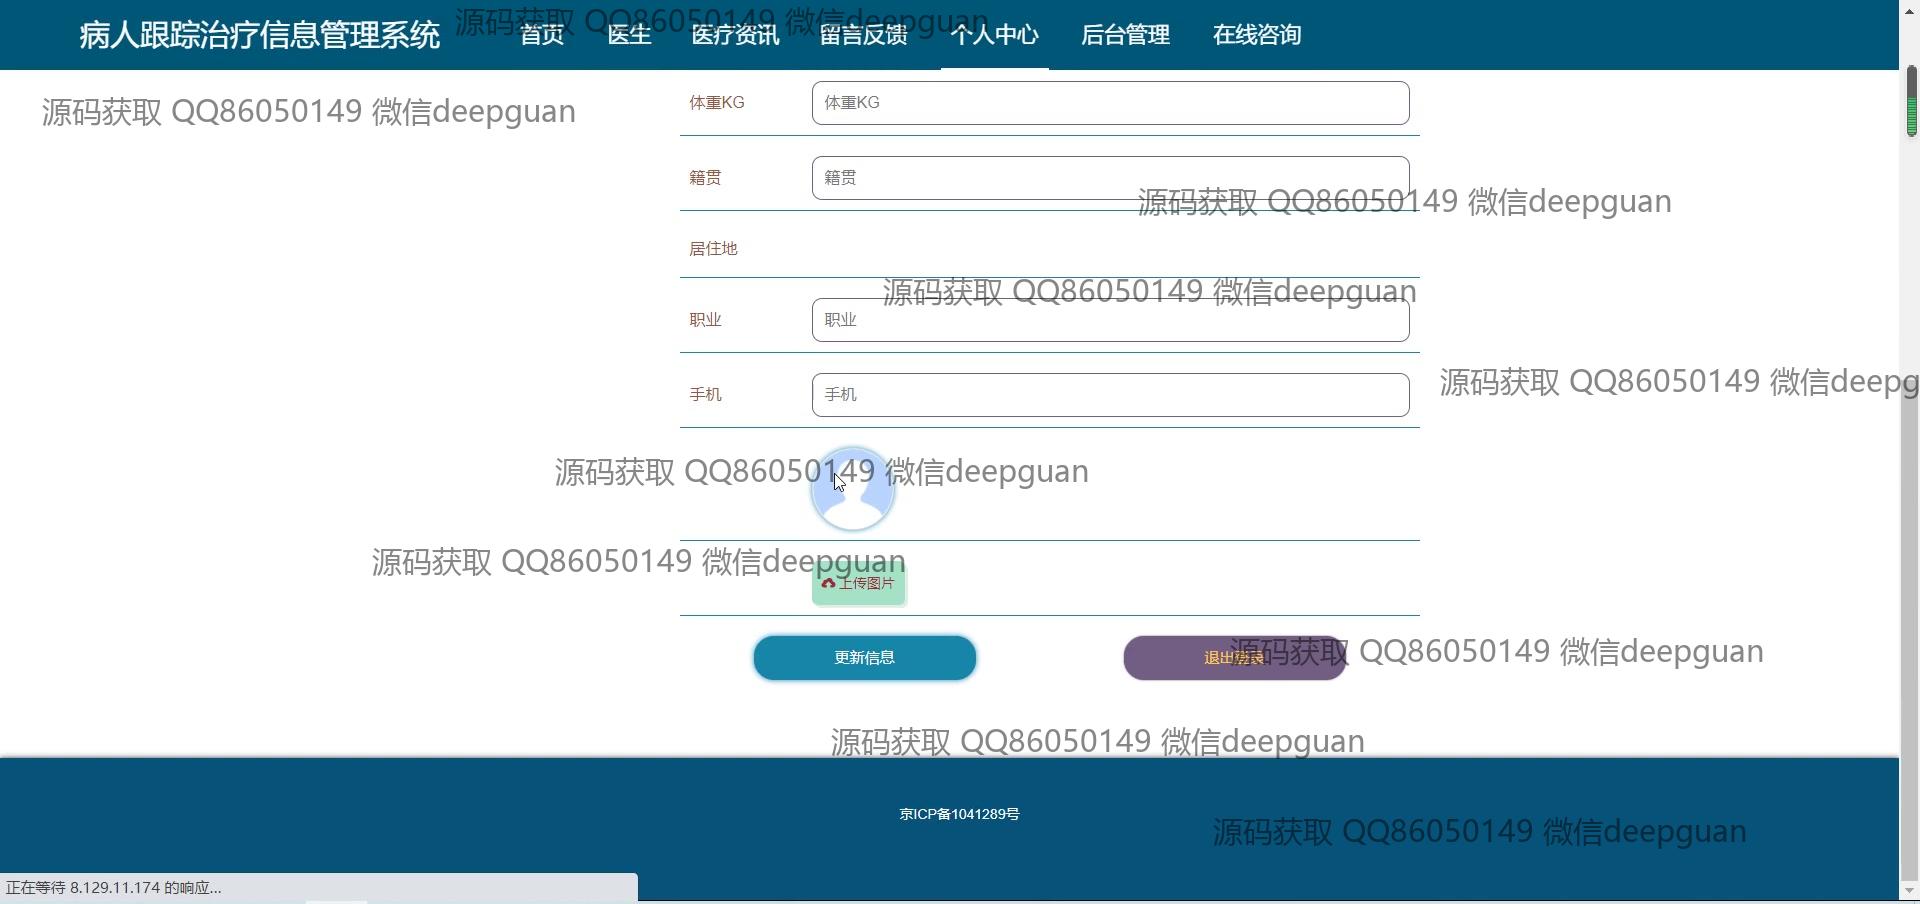 病人跟踪治疗信息管理系统 首页 医生 医疗资讯 留言反馈 个人中心 后台管理 在线咨询
源码获取 QQ86050149 微信deepguan
体重KG 体重KG
源码获取 QQ86050149 微信deepguan
籍贯 籍贯
源码获取 QQ86050149 微信deepguan
居住地
源码获取 QQ86050149 微信deepguan
职业 职业
源码获取 QQ86050149 微信deepg
手机 手机
源码获取 QQ86050149 微信deepguan
源码获取 QQ86050149 微信deepguan
上传图片
更新信息 退出登录
源码获取 QQ86050149 微信deepguan
源码获取 QQ86050149 微信deepguan
京ICP备1041289号
源码获取 QQ86050149 微信deepguan
正在等待 8.129.11.174 的响应...